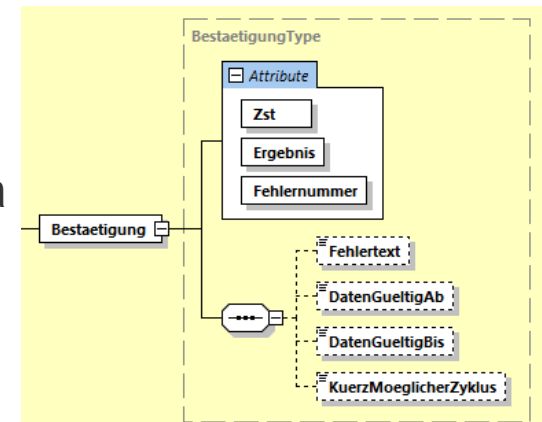 BestaetigungType
Attribute
Zst
Ergebnis
Fehlernummer
Bestaetigung
Fehlertext
DatenGueltigAb
DatenGueltigBis
KuerzMoeglicherZyklus